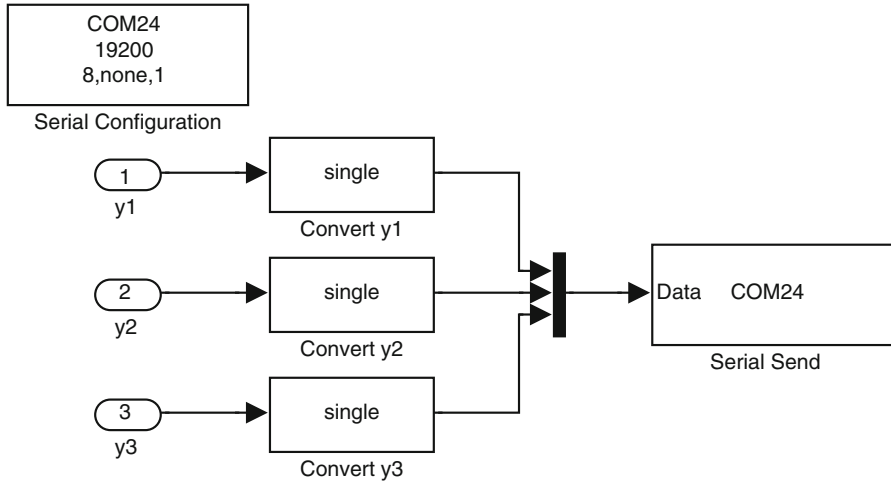 COM24
19200
8,none,1
Serial Configuration
1
y1
single
Convert y1
2
y2
single
Convert y2
3
y3
single
Convert y3
Data
COM24
Serial Send